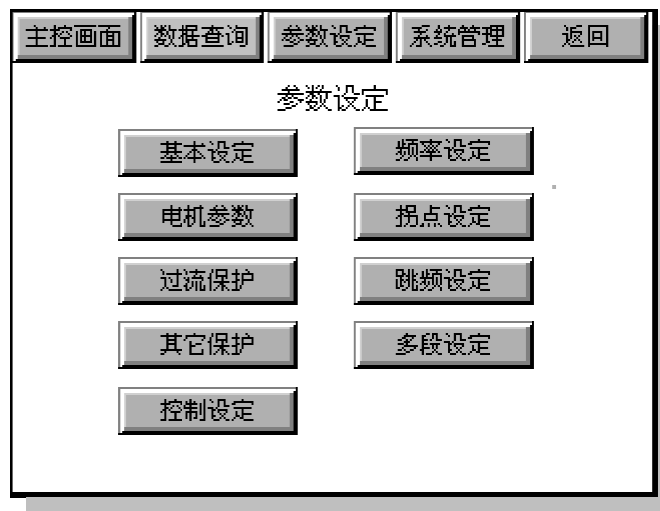 主控画面 数据查询 参数设定 系统管理 返回
参数设定
基本设定 频率设定
电机参数 拐点设定
过流保护 跳频设定
其它保护 多段设定
控制设定